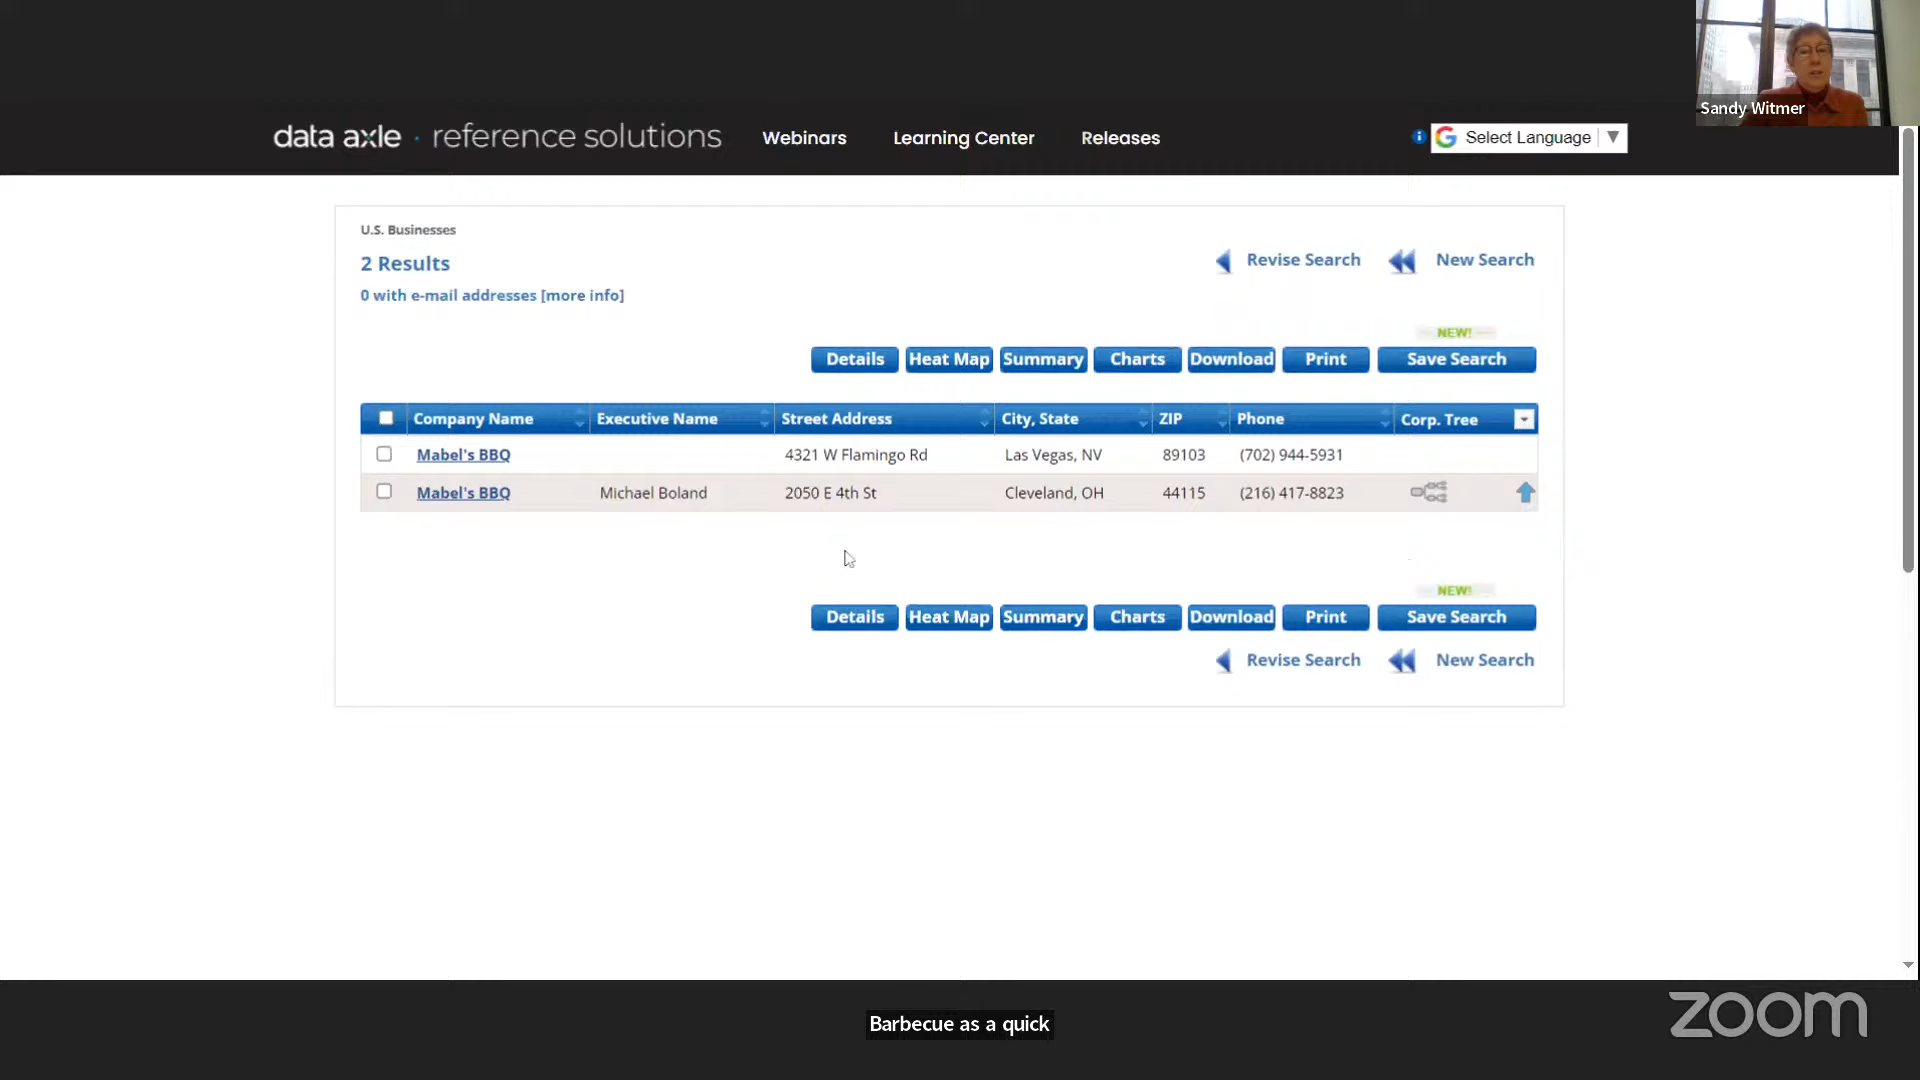 Sandy Witmer
data axle · reference solutions Webinars Learning Center Releases Select Language
U.S. Businesses
2 Results
0 with e-mail addresses [more info]
Revise Search New Search
NEW!
Details Heat Map Summary Charts Download Print Save Search
Company Name Executive Name Street Address City, State ZIP Phone Corp. Tree
Mabel's BBQ 4321 W Flamingo Rd Las Vegas, NV 89103 (702) 944-5931
Mabel's BBQ Michael Boland 2050 E 4th St Cleveland, OH 44115 (216) 417-8823
NEW!
Details Heat Map Summary Charts Download Print Save Search
Revise Search New Search
Barbecue as a quick
zoom